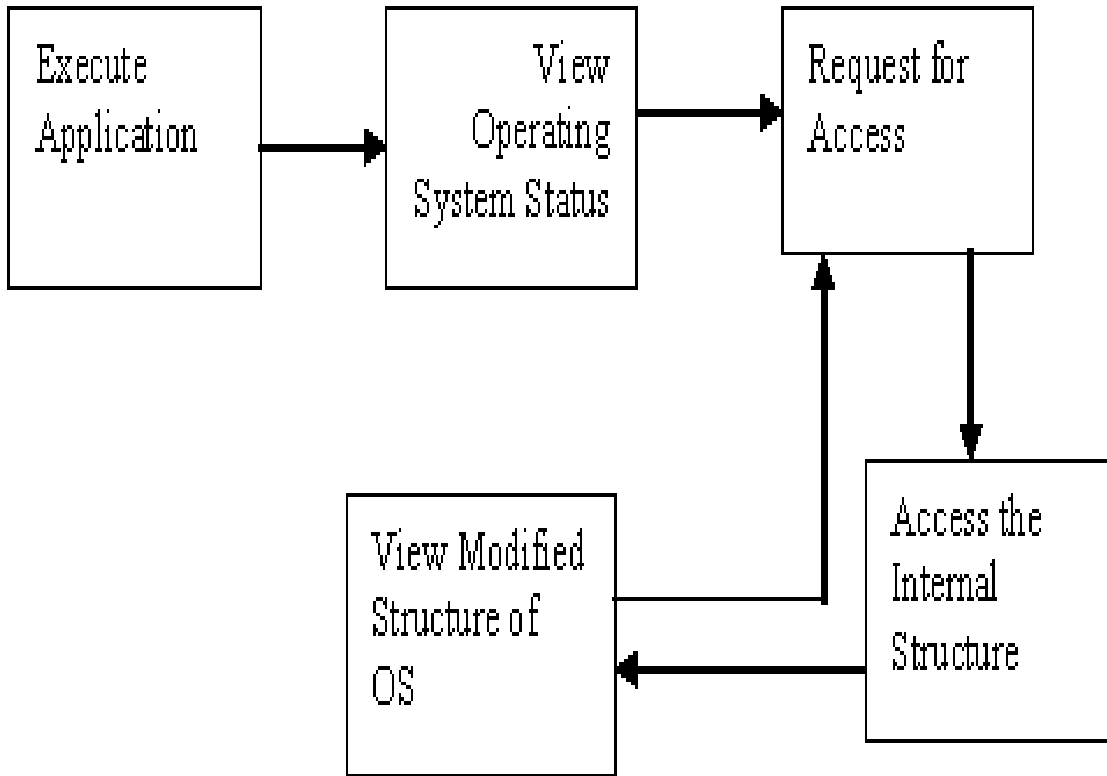 Execute
Application
View
Operating
System Status
Request for
Access
Access the
Internal
Structure
View Modified
Structure of
OS